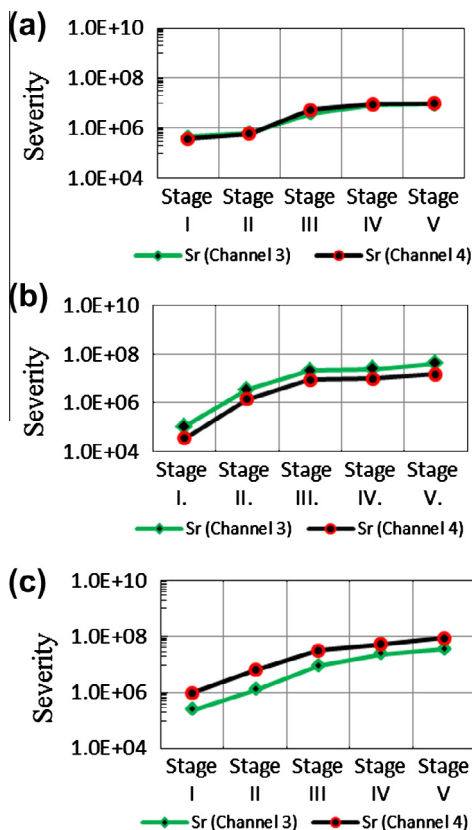 (a)
1.0E+10
1.0E+08
1.0E+06
1.0E+04
Severity
Stage I
Stage II
Stage III
Stage IV
Stage V
Sr (Channel 3)
Sr (Channel 4)
(b)
1.0E+10
1.0E+08
1.0E+06
1.0E+04
Severity
Stage I.
Stage II.
Stage III.
Stage IV.
Stage V.
Sr (Channel 3)
Sr (Channel 4)
(c)
1.0E+10
1.0E+08
1.0E+06
1.0E+04
Severity
Stage I
Stage II
Stage III
Stage IV
Stage V
Sr (Channel 3)
Sr (Channel 4)